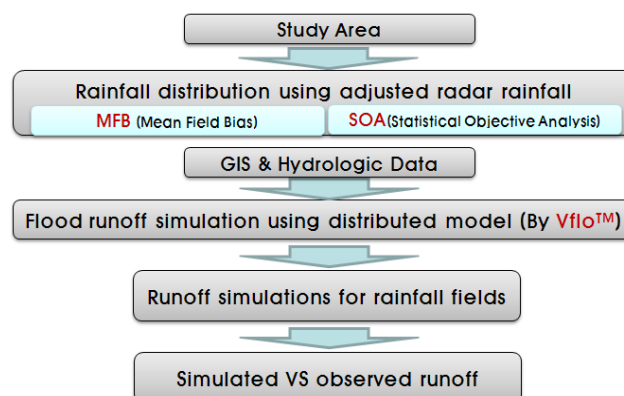 Study Area
Rainfall distribution using adjusted radar rainfall
MFB (Mean Field Bias)
SOA(Statistical Objective Analysis)
GIS & Hydrologic Data
Flood runoff simulation using distributed model (By Vflo™)
Runoff simulations for rainfall fields
Simulated VS observed runoff